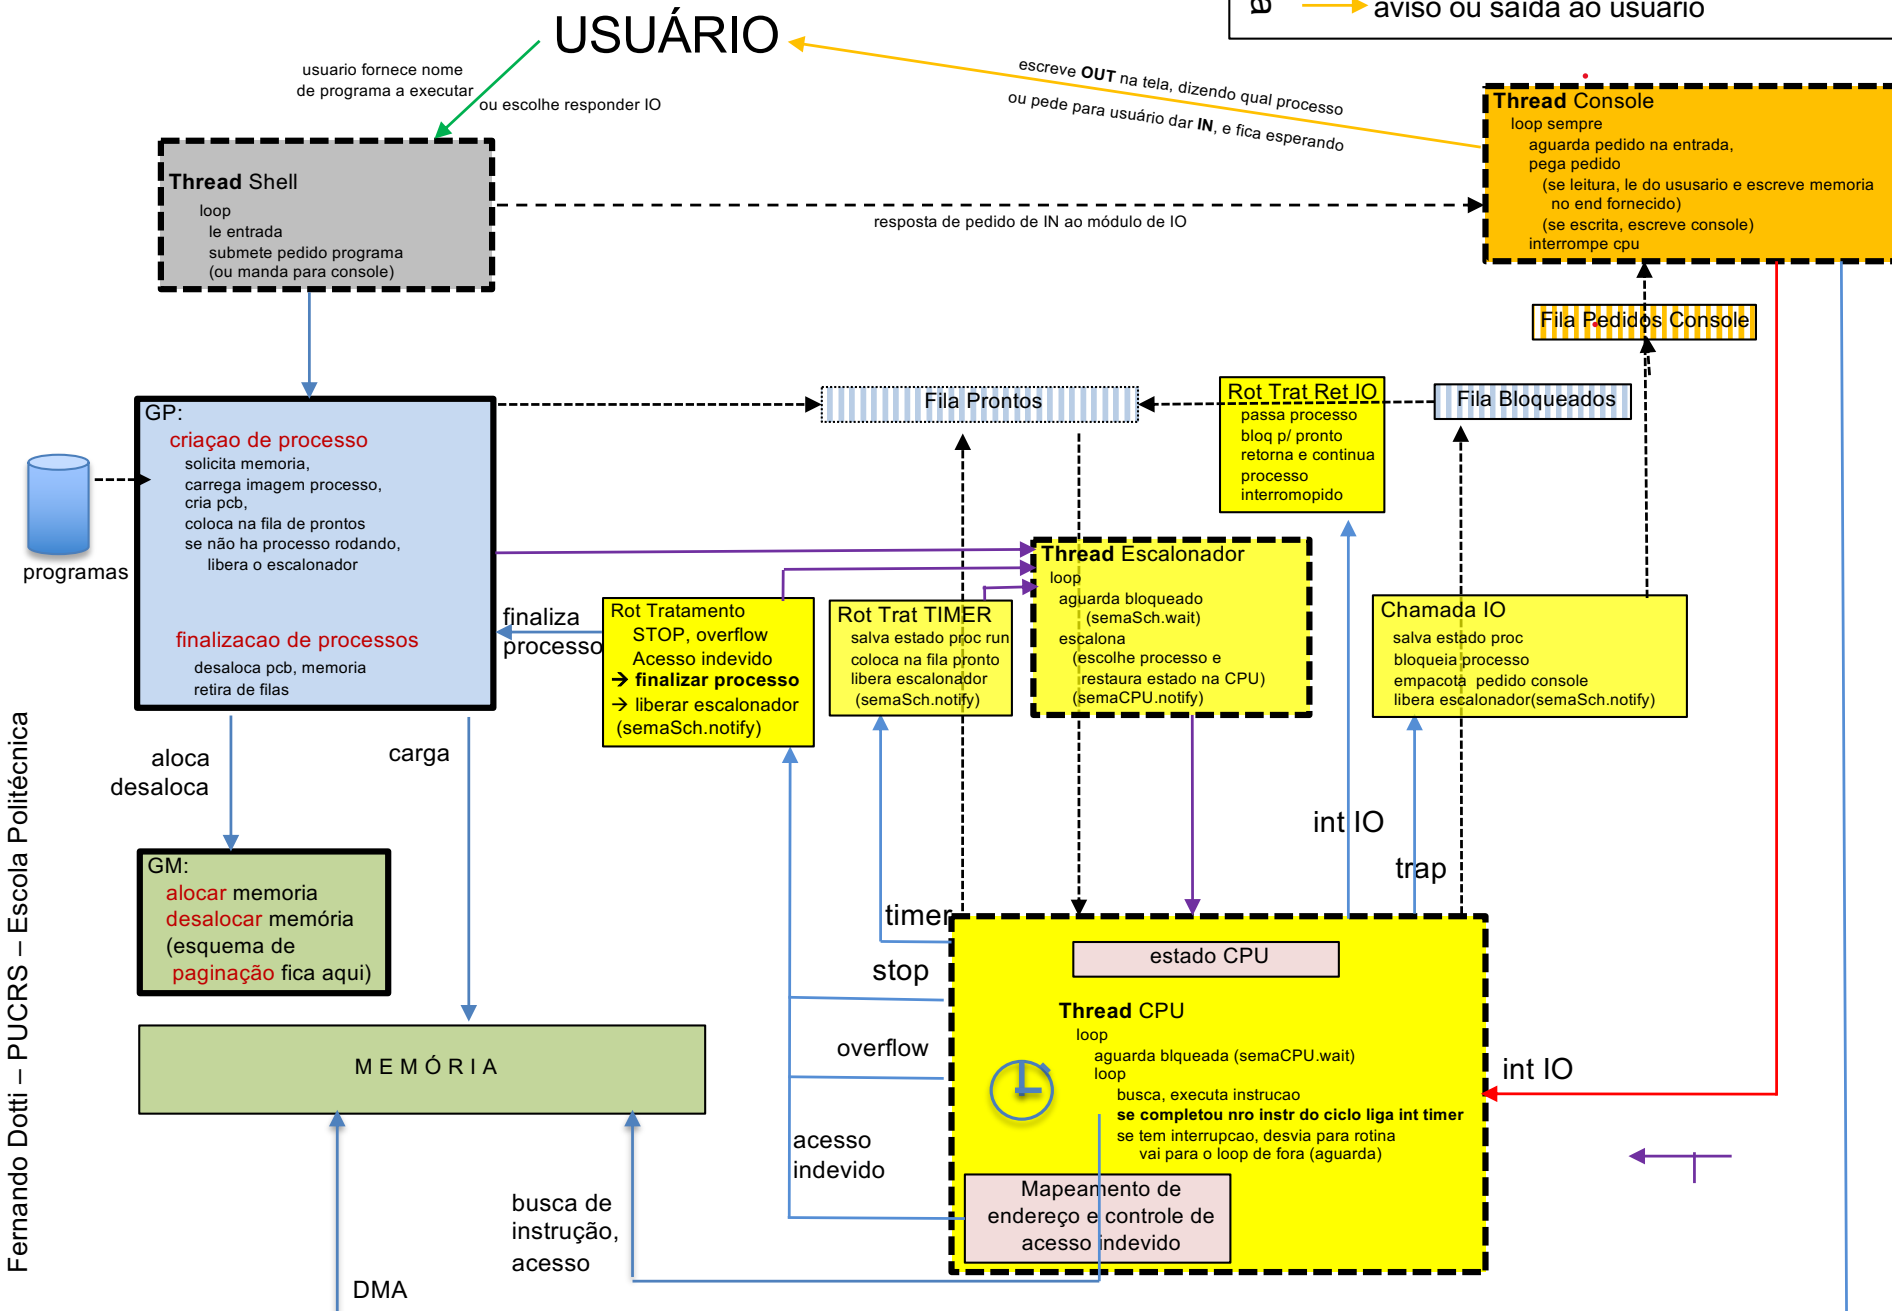 a
aviso ou saída ao usuario
USUÁRIO
usuario fornece nome
de programa a executar
ou escolhe responder IO
escreve OUT na tela, dizendo qual processo
ou pede para usuário dar IN, e fica esperando
Thread Console
loop sempre
aguarda pedido na entrada,
pega pedido
(se leitura, le do ususario e escreve memoria
no end fornecido)
(se escrita, escreve console)
interrompe cpu
Thread Shell
loop
le entrada
submete pedido programa
(ou manda para console)
resposta de pedido de IN ao módulo de IO
Fila Pedidos Console
GP:
criaçao de processo
solicita memoria,
carrega imagem processo,
cria pcb,
coloca na fila de prontos
se não ha processo rodando,
libera o escalonador
finalizacao de processos
desaloca pcb, memoria
retira de filas
programas
Fila Prontos
Rot Trat Ret IO
passa processo
bloq p/ pronto
retorna e continua
processo
interromopido
Fila Bloqueados
Thread Escalonador
loop
aguarda bloqueado
(semaSch.wait)
escalona
(escolhe processo e
restaura estado na CPU)
(semaCPU.notify)
finaliza
processo
Rot Tratamento
STOP, overflow
Acesso indevido
→ finalizar processo
→ liberar escalonador
(semaSch.notify)
Rot Trat TIMER
salva estado proc run
coloca na fila pronto
libera escalonador
(semaSch.notify)
Chamada IO
salva estado proc
bloqueia processo
empacota pedido console
libera escalonador(semaSch.notify)
aloca
desaloca
carga
int IO
trap
GM:
alocar memoria
desalocar memória
(esquema de
paginação fica aqui)
timer
stop
overflow
acesso
indevido
estado CPU
Thread CPU
loop
aguarda blqueada (semaCPU.wait)
loop
busca, executa instrucao
se completou nro instr do ciclo liga int timer
se tem interrupcao, desvia para rotina
vai para o loop de fora (aguarda)
Mapeamento de
endereço e controle de
acesso indevido
int IO
MEMÓRIA
busca de
instrução,
acesso
DMA
Fernando Dotti – PUCRS – Escola Politécnica